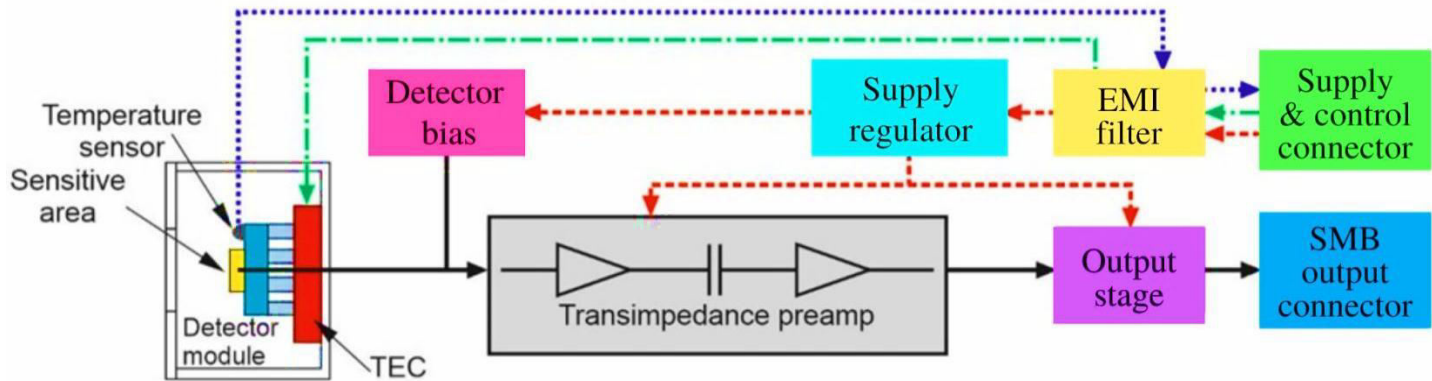 Detector
bias
Supply
regulator
EMI
filter
Supply
& control
connector
Temperature
sensor
Sensitive
area
Detector
module
TEC
Transimpedance preamp
Output
stage
SMB
output
connector